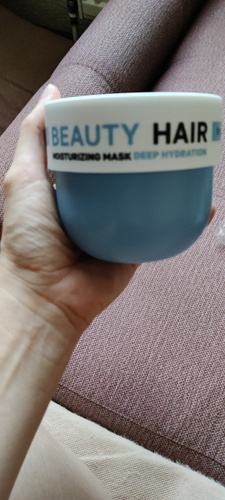 BEAUTY HAIR
MOISTURIZING MASK DEEP HYDRATION